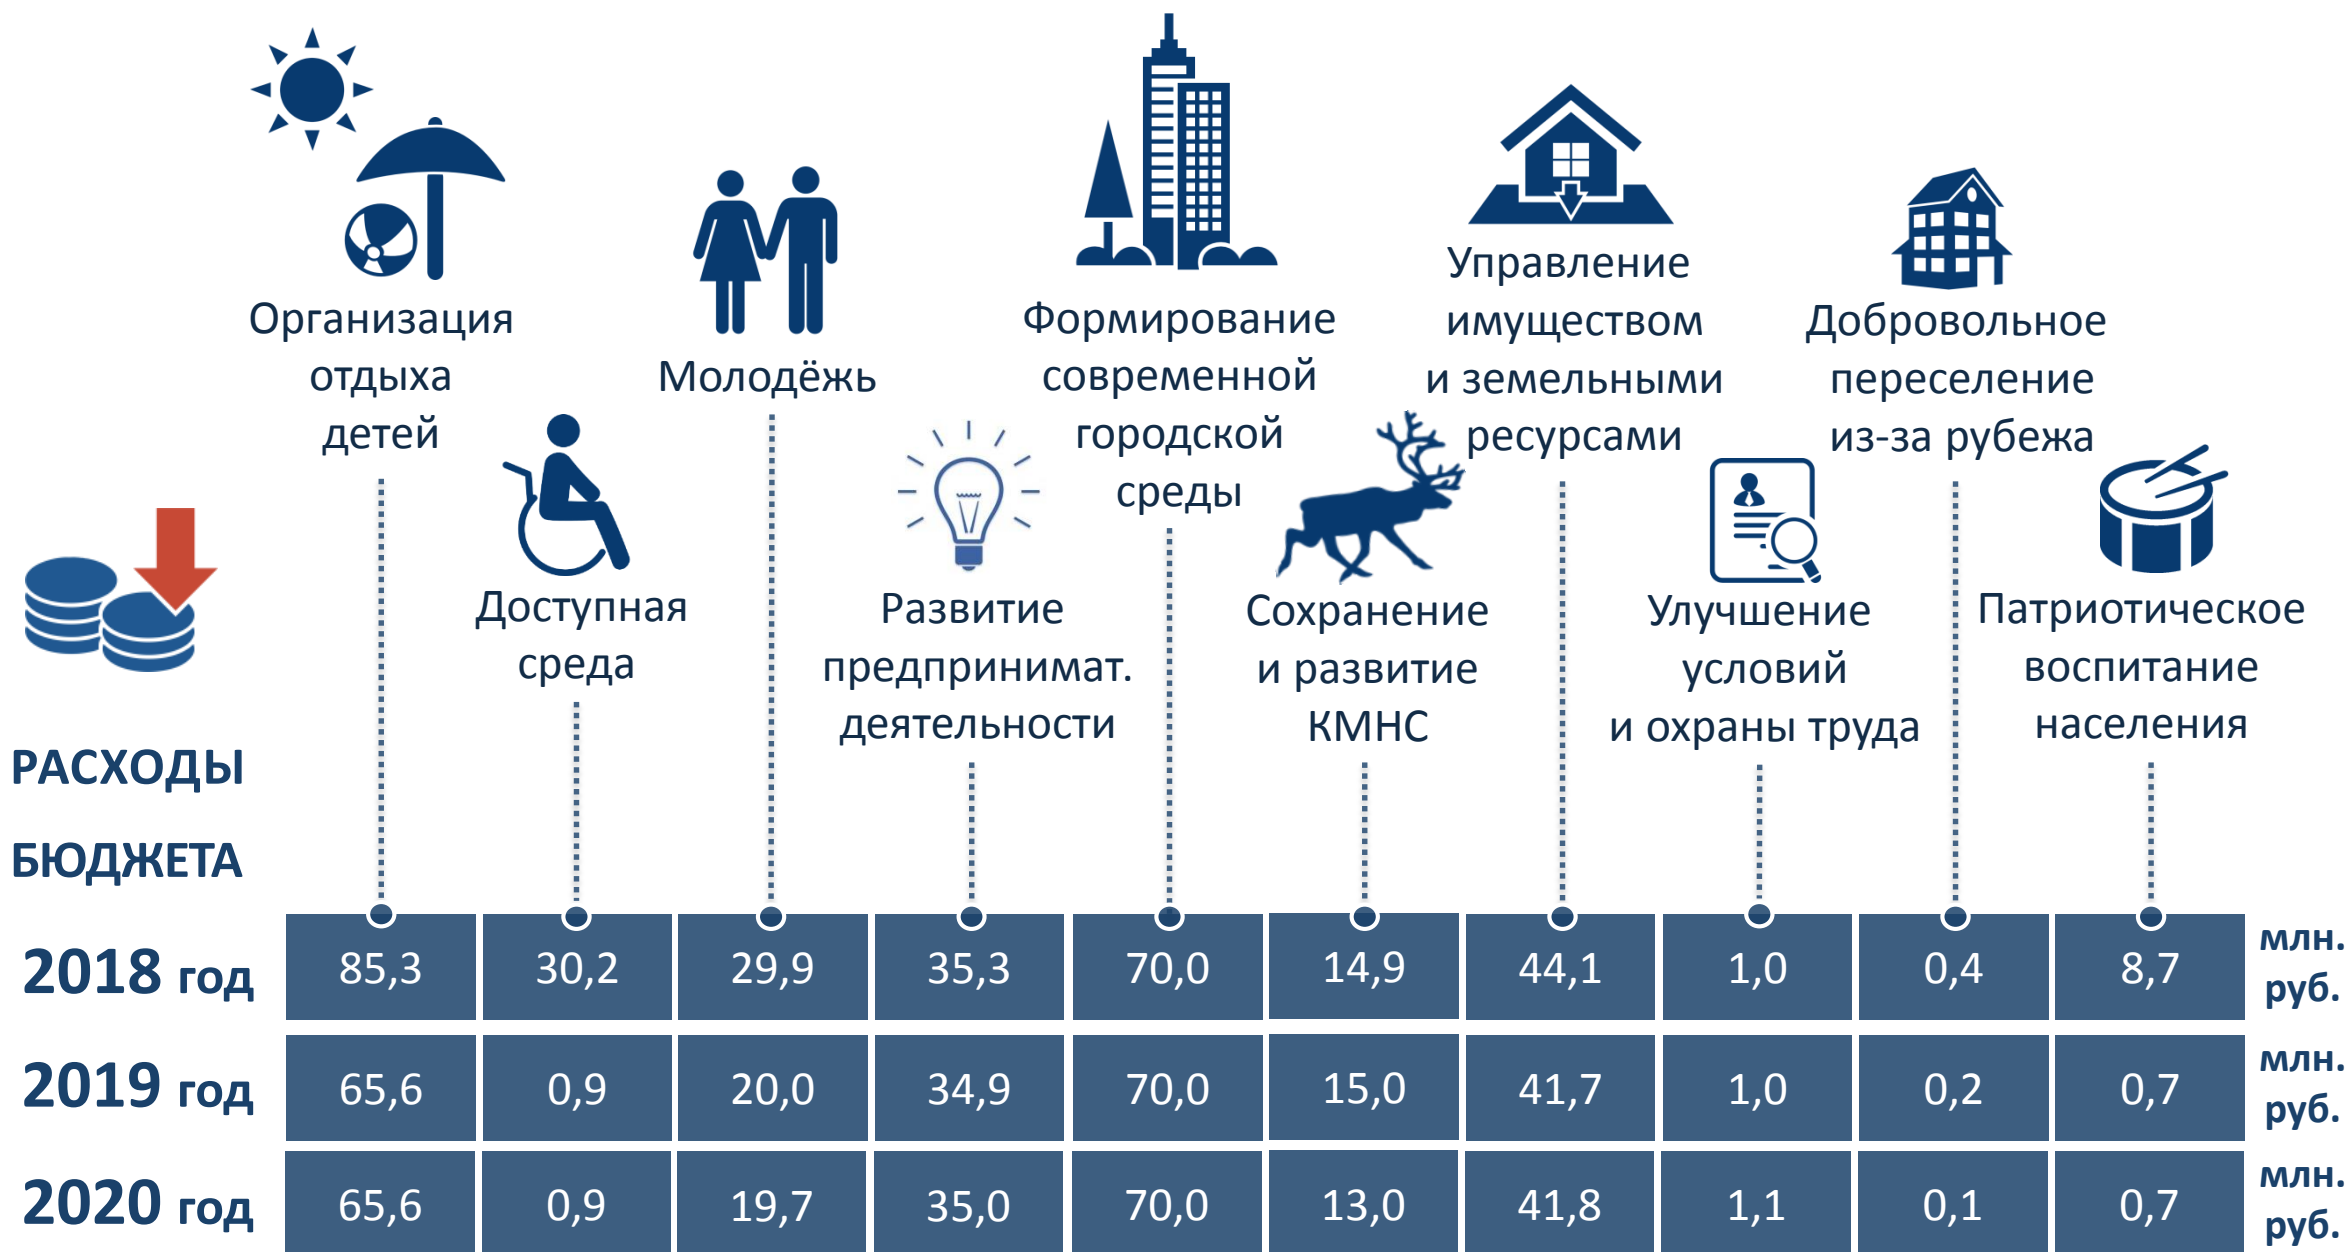 Организация
отдыха
детей
Доступная
среда
Молодёжь
Развитие
предпринимат.
деятельности
Формирование
современной
городской
среды
Сохранение
и развитие
КМНС
Управление
имуществом
и земельными
ресурсами
Улучшение
условий
и охраны труда
Добровольное
переселение
из-за рубежа
Патриотическое
воспитание
населения
РАСХОДЫ
БЮДЖЕТА
2018 год 85,3 30,2 29,9 35,3 70,0 14,9 44,1 1,0 0,4 8,7 млн.
руб.
2019 год 65,6 0,9 20,0 34,9 70,0 15,0 41,7 1,0 0,2 0,7 млн.
руб.
2020 год 65,6 0,9 19,7 35,0 70,0 13,0 41,8 1,1 0,1 0,7 млн.
руб.